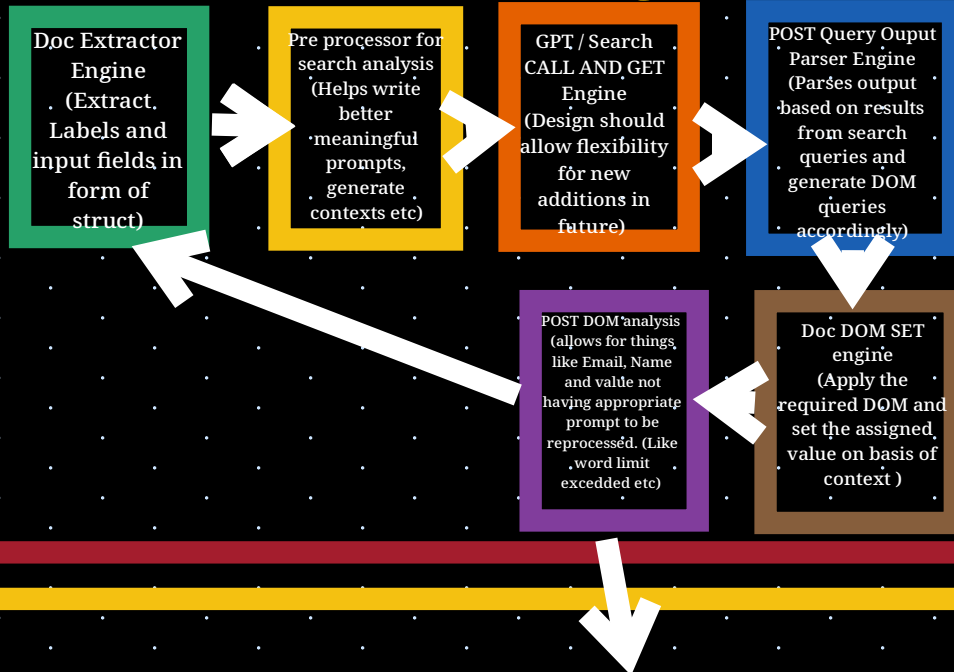 Doc Extractor
Engine
(Extract
Labels and
input fields in
form of
struct)
Pre processor for
search analysis
(Helps write
better
meaningful
prompts,
generate
contexts etc)
GPT / Search
CALL AND GET
Engine
(Design should
allow flexibility
for new
additions in
future)
POST Query Ouput
Parser Engine
(Parses output
based on results
from search
queries and
generate DOM
queries
accordingly)
Doc DOM SET
engine
(Apply the
required DOM and
set the assigned
value on basis of
context )
POST DOM analysis
(allows for things
like Email, Name
and value not
having appropriate
prompt to be
reprocessed. (Like
word limit
excedded etc)